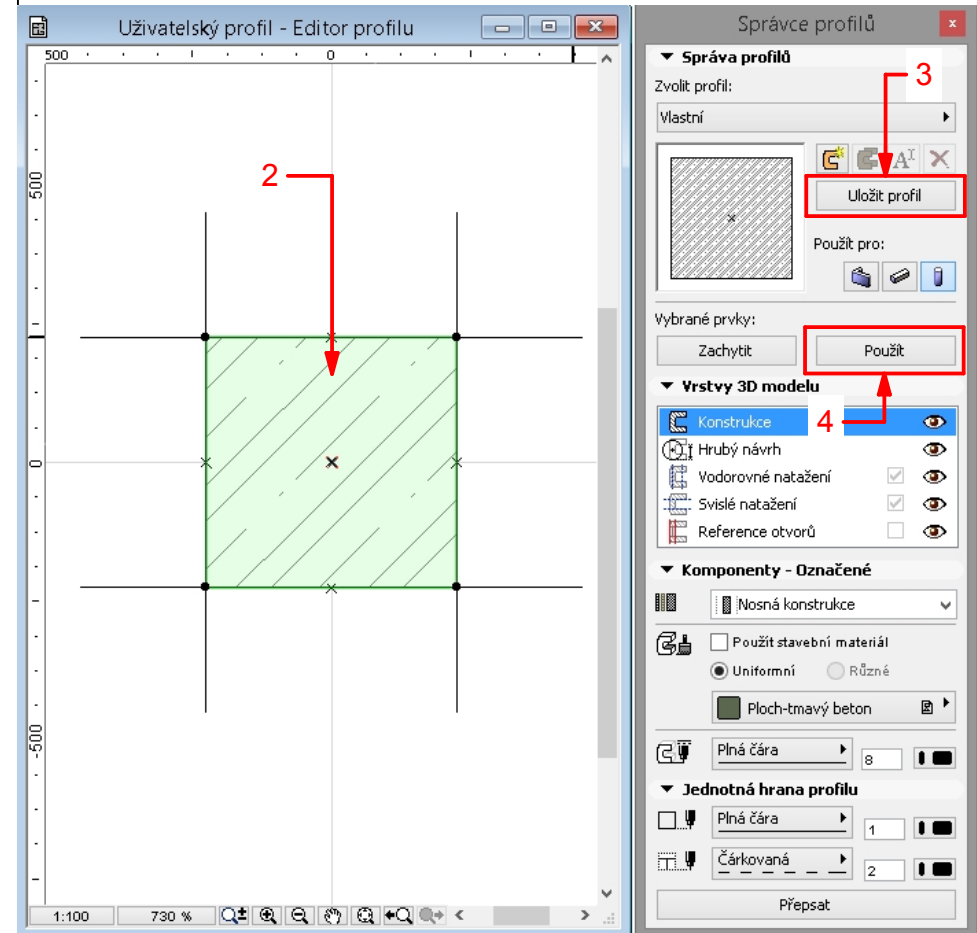 Uživatelský profil - Editor profilu
500 0
500
0
-500
2
1:100 730 %
Správce profilů
Správa profilů
3
Zvolit profil:
Vlastní
Uložit profil
Použít pro:
Vybrané prvky:
Zachytit Použít
Vrstvy 3D modelu
4
Konstrukce
Hrubý návrh
Vodorovné natažení
Svislé natažení
Reference otvorů
Komponenty - Označené
Nosná konstrukce
Použít stavební materiál
Uniformní Různé
Ploch-tmavý beton
Plná čára 8
Jednotná hrana profilu
Plná čára 1
Čárkovaná 2
Přepsat